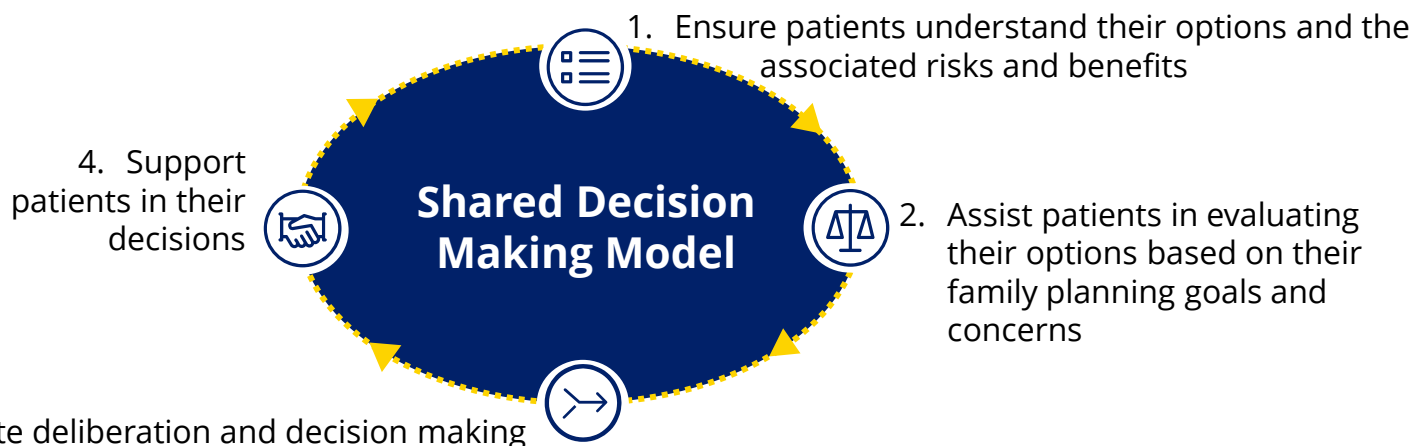 1. Ensure patients understand their options and the
associated risks and benefits
Shared Decision
Making Model
2. Assist patients in evaluating
their options based on their
family planning goals and
concerns
deliberation and decision making
4. Support
patients in their
decisions